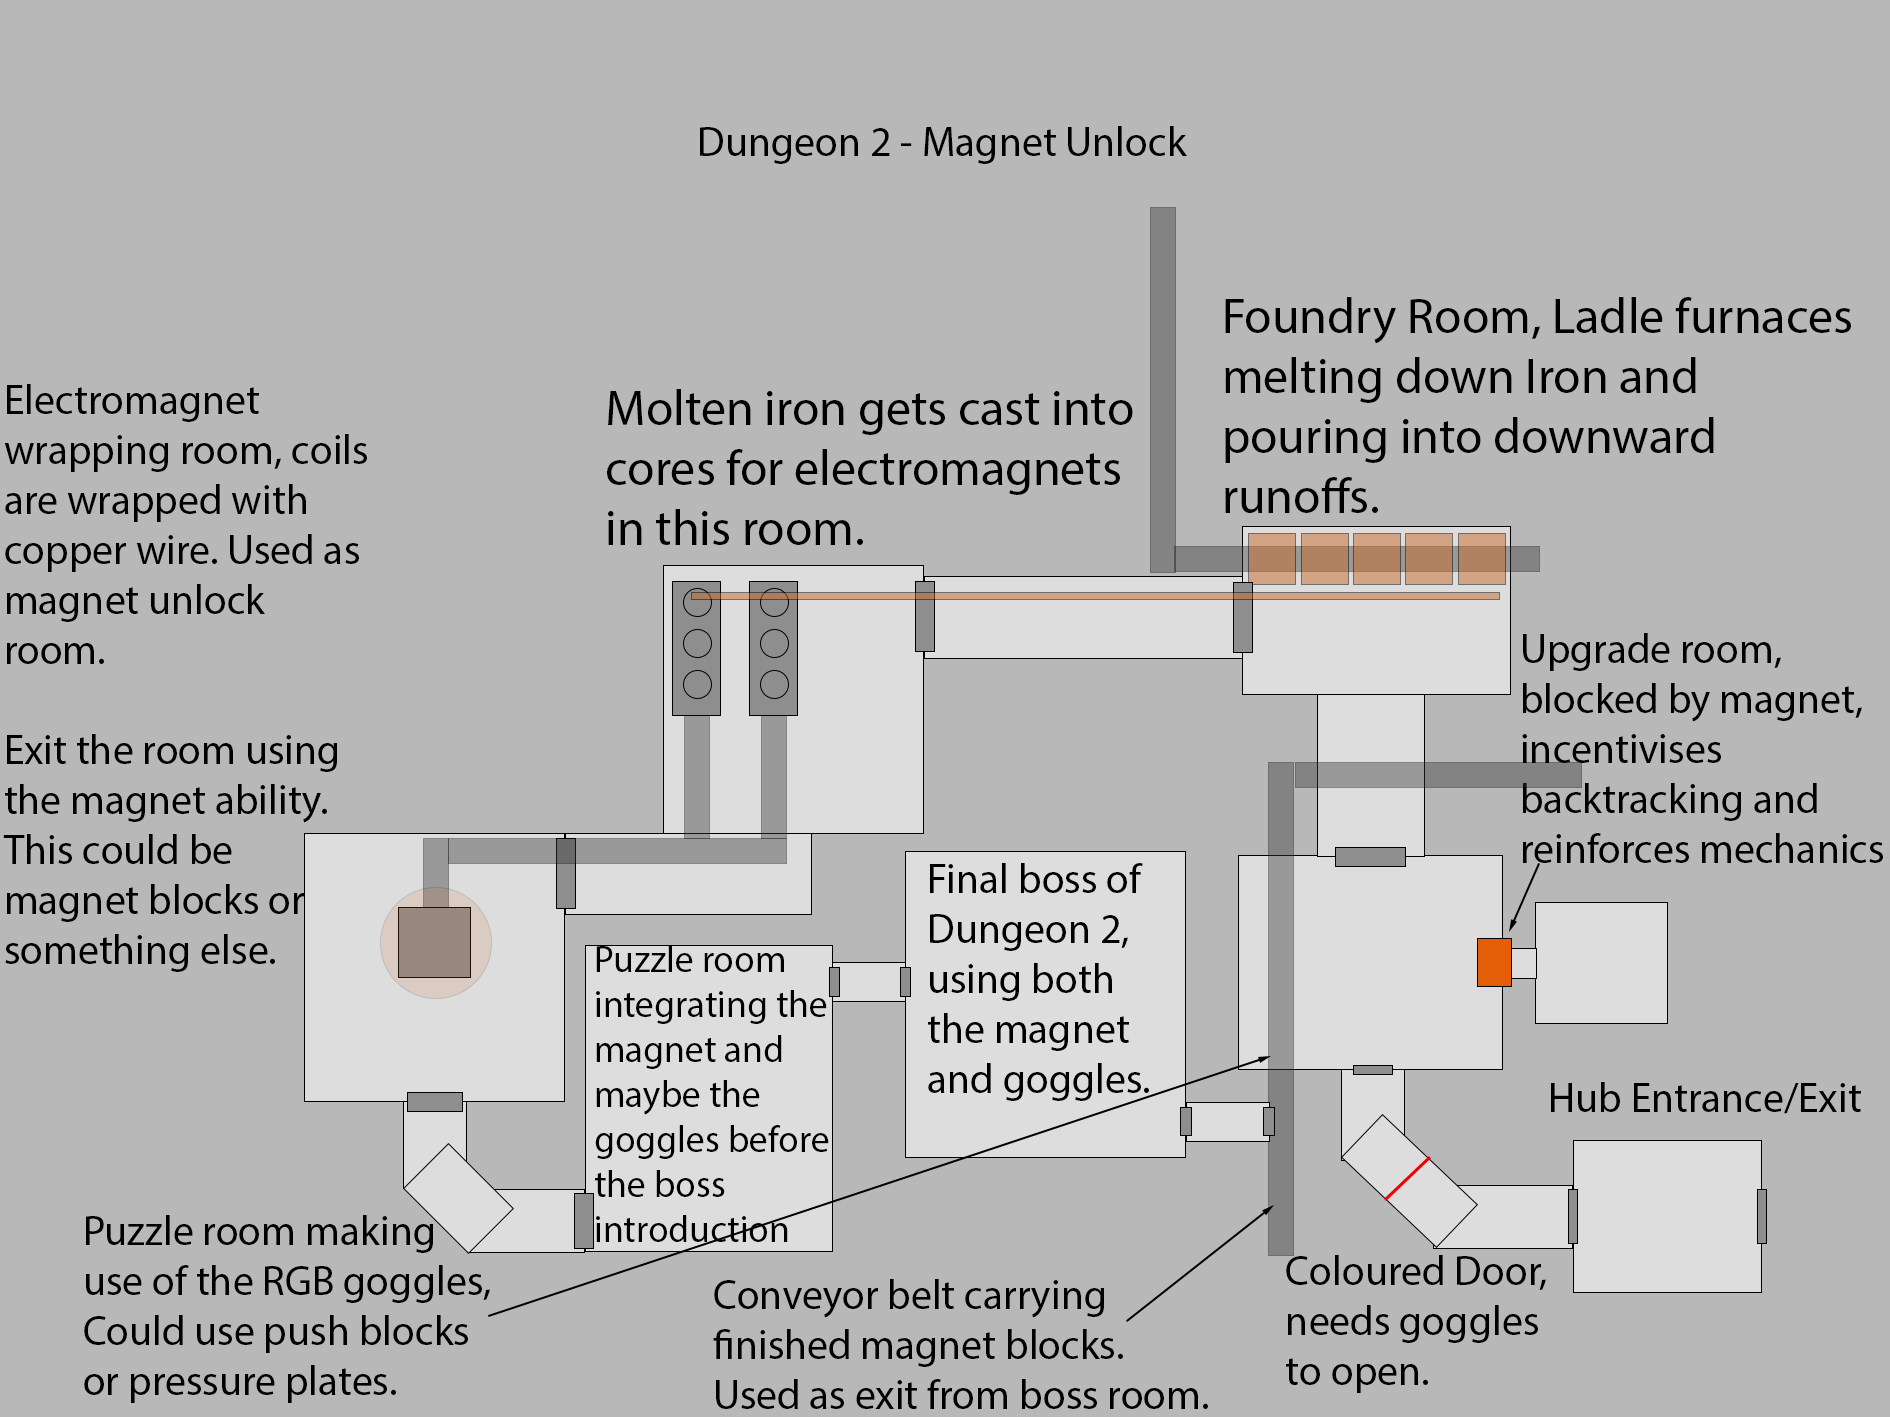 Dungeon 2 - Magnet Unlock
Foundry Room, Ladle furnaces
melting down Iron and
pouring into downward
runoffs.
Electromagnet
wrapping room, coils
are wrapped with
copper wire. Used as
magnet unlock
room.
Exit the room using
the magnet ability.
This could be
magnet blocks or
something else.
Molten iron gets cast into
cores for electromagnets
in this room.
Upgrade room,
blocked by magnet,
incentivises
backtracking and
reinforces mechanics
Final boss of
Dungeon 2,
using both
the magnet
and goggles.
Puzzle room
integrating the
magnet and
maybe the
goggles before
the boss
introduction
Hub Entrance/Exit
Puzzle room making
use of the RGB goggles,
Could use push blocks
or pressure plates.
Conveyor belt carrying
finished magnet blocks.
Used as exit from boss room.
Coloured Door,
needs goggles
to open.